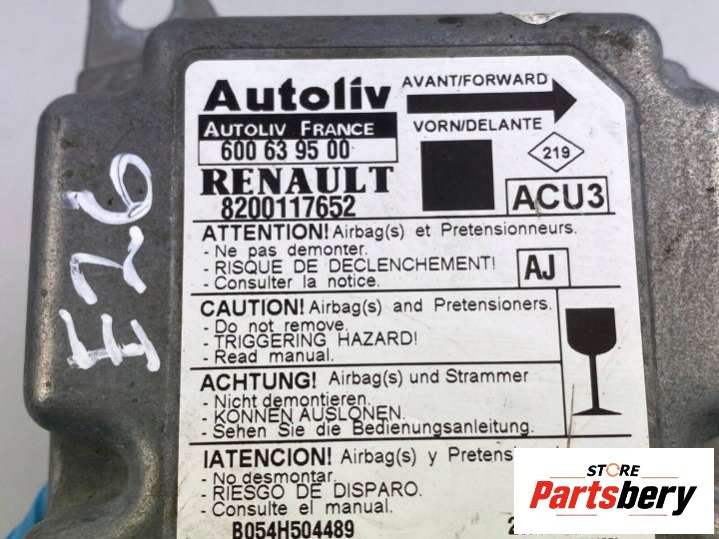 Autoliv
AVANT/FORWARD
AUTOLIV FRANCE
VORN/DELANTE
600 63 95 00
219
RENAULT
ACU3
8200117652
ATTENTION! Airbag(s) et Pretensionneurs.
- Ne pas demonter.
- RISQUE DE DECLENCHEMENT!
- Consulter la notice.
AJ
CAUTION! Airbag(s) and Pretensioners.
- Do not remove.
- TRIGGERING HAZARD!
- Read manual.
ACHTUNG! Airbag(s) und Strammer
- Nicht demontieren.
- KONNEN AUSLONEN.
- Sehen Sie die Bedienungsanleitung.
IATENCION! Airbag(s) y Pretens
- No desmontar.
- RIESGO DE DISPARO.
- Consulte el manual.
B054H504489
E26
STORE
Partsbery